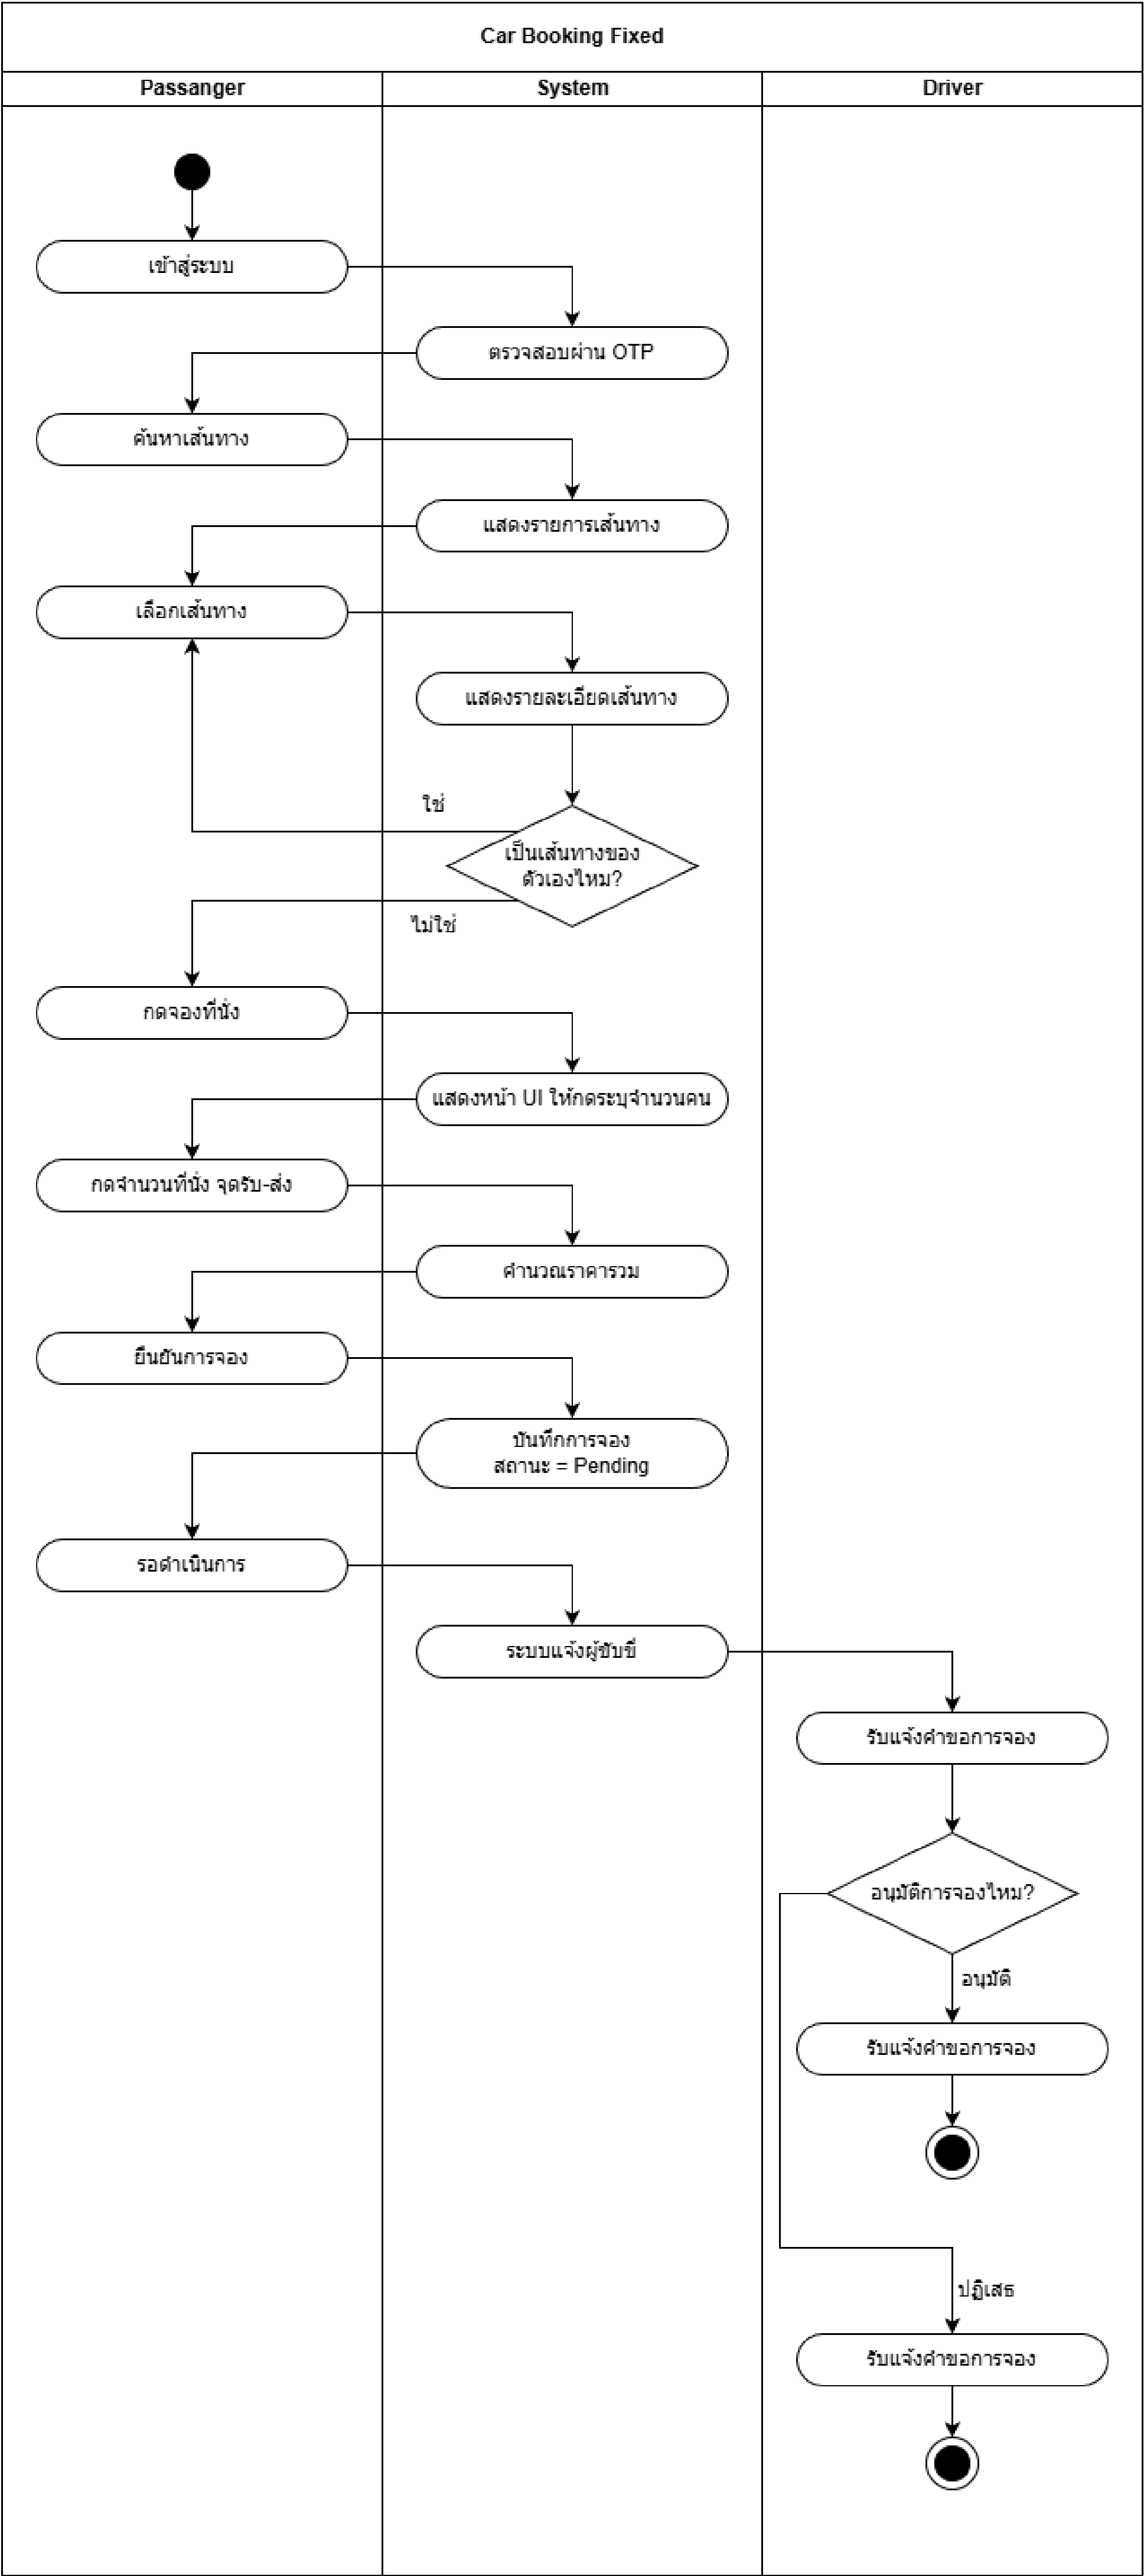 Car Booking Fixed
Passanger
System
Driver
เข้าสู่ระบบ
ตรวจสอบผ่าน OTP
ค้นหาเส้นทาง
แสดงรายการเส้นทาง
เลือกเส้นทาง
แสดงรายละเอียดเส้นทาง
ใช่
เป็นเส้นทางของ
ตัวเองไหม?
ไม่ใช่
กดจองที่นั่ง
แสดงหน้า UI ให้กดระบุจำนวนคน
กดจำนวนที่นั่ง จุดรับ-ส่ง
คำนวณราคารวม
ยืนยันการจอง
บันทึกการจอง
สถานะ = Pending
รอดำเนินการ
ระบบแจ้งผู้ขับขี่
รับแจ้งคำขอการจอง
อนุมัติการจองไหม?
อนุมัติ
รับแจ้งคำขอการจอง
ปฏิเสธ
รับแจ้งคำขอการจอง